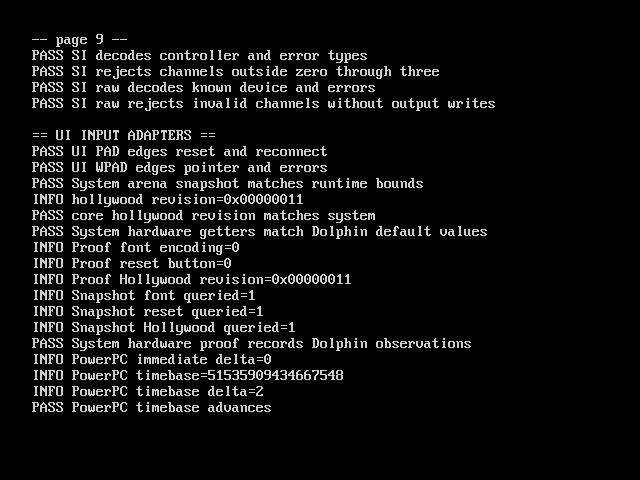 -- page 9 --
PASS SI decodes controller and error types
PASS SI rejects channels outside zero through three
PASS SI raw decodes known device and errors
PASS SI raw rejects invalid channels without output writes
== UI INPUT ADAPTERS ==
PASS UI PAD edges reset and reconnect
PASS UI WPAD edges pointer and errors
PASS System arena snapshot matches runtime bounds
INFO hollywood revision=0x00000011
PASS core hollywood revision matches system
PASS System hardware getters match Dolphin default values
INFO Proof font encoding=0
INFO Proof reset button=0
INFO Proof Hollywood revision=0x00000011
INFO Snapshot font queried=1
INFO Snapshot reset queried=1
INFO Snapshot Hollywood queried=1
PASS System hardware proof records Dolphin observations
INFO PowerPC immediate delta=0
INFO PowerPC timebase=51535909434667548
INFO PowerPC timebase delta=2
PASS PowerPC timebase advances